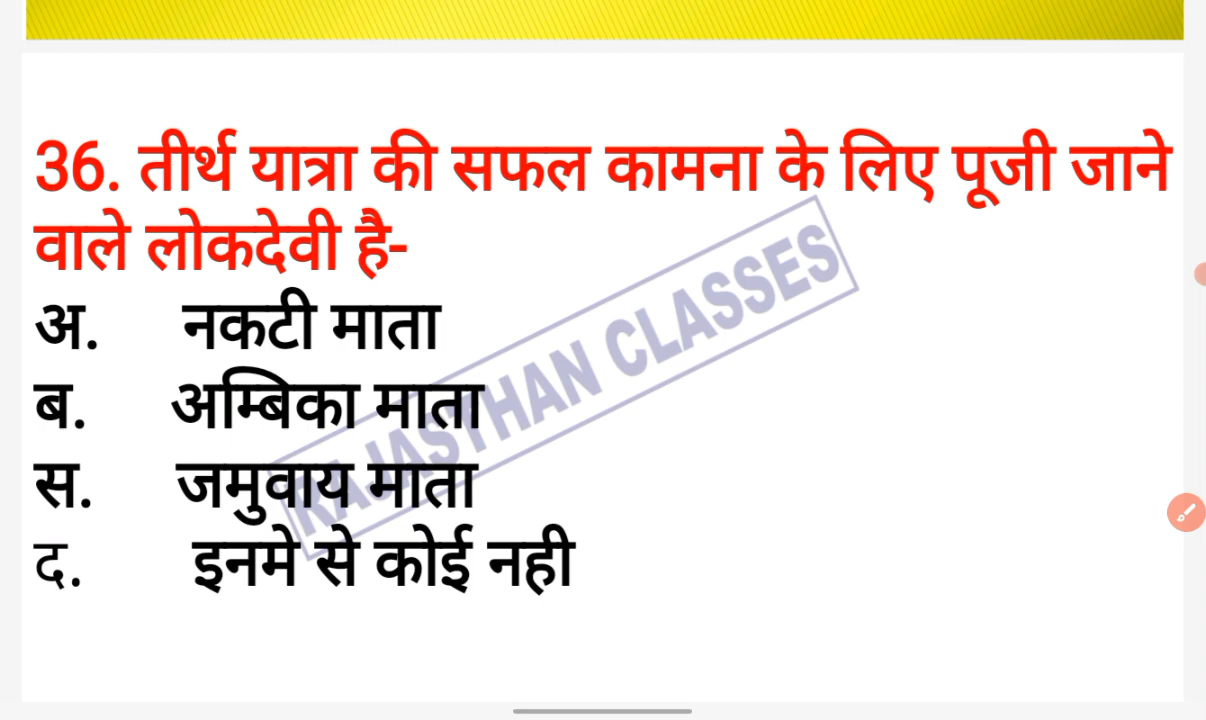 36. तीर्थ यात्रा की सफल कामना के लिए पूजी जाने
वाले लोकदेवी है-
अ. नकटी माता
ब. अम्बिका माता
स. जमुवाय माता
द. इनमे से कोई नही
RAJASTHAN CLASSES